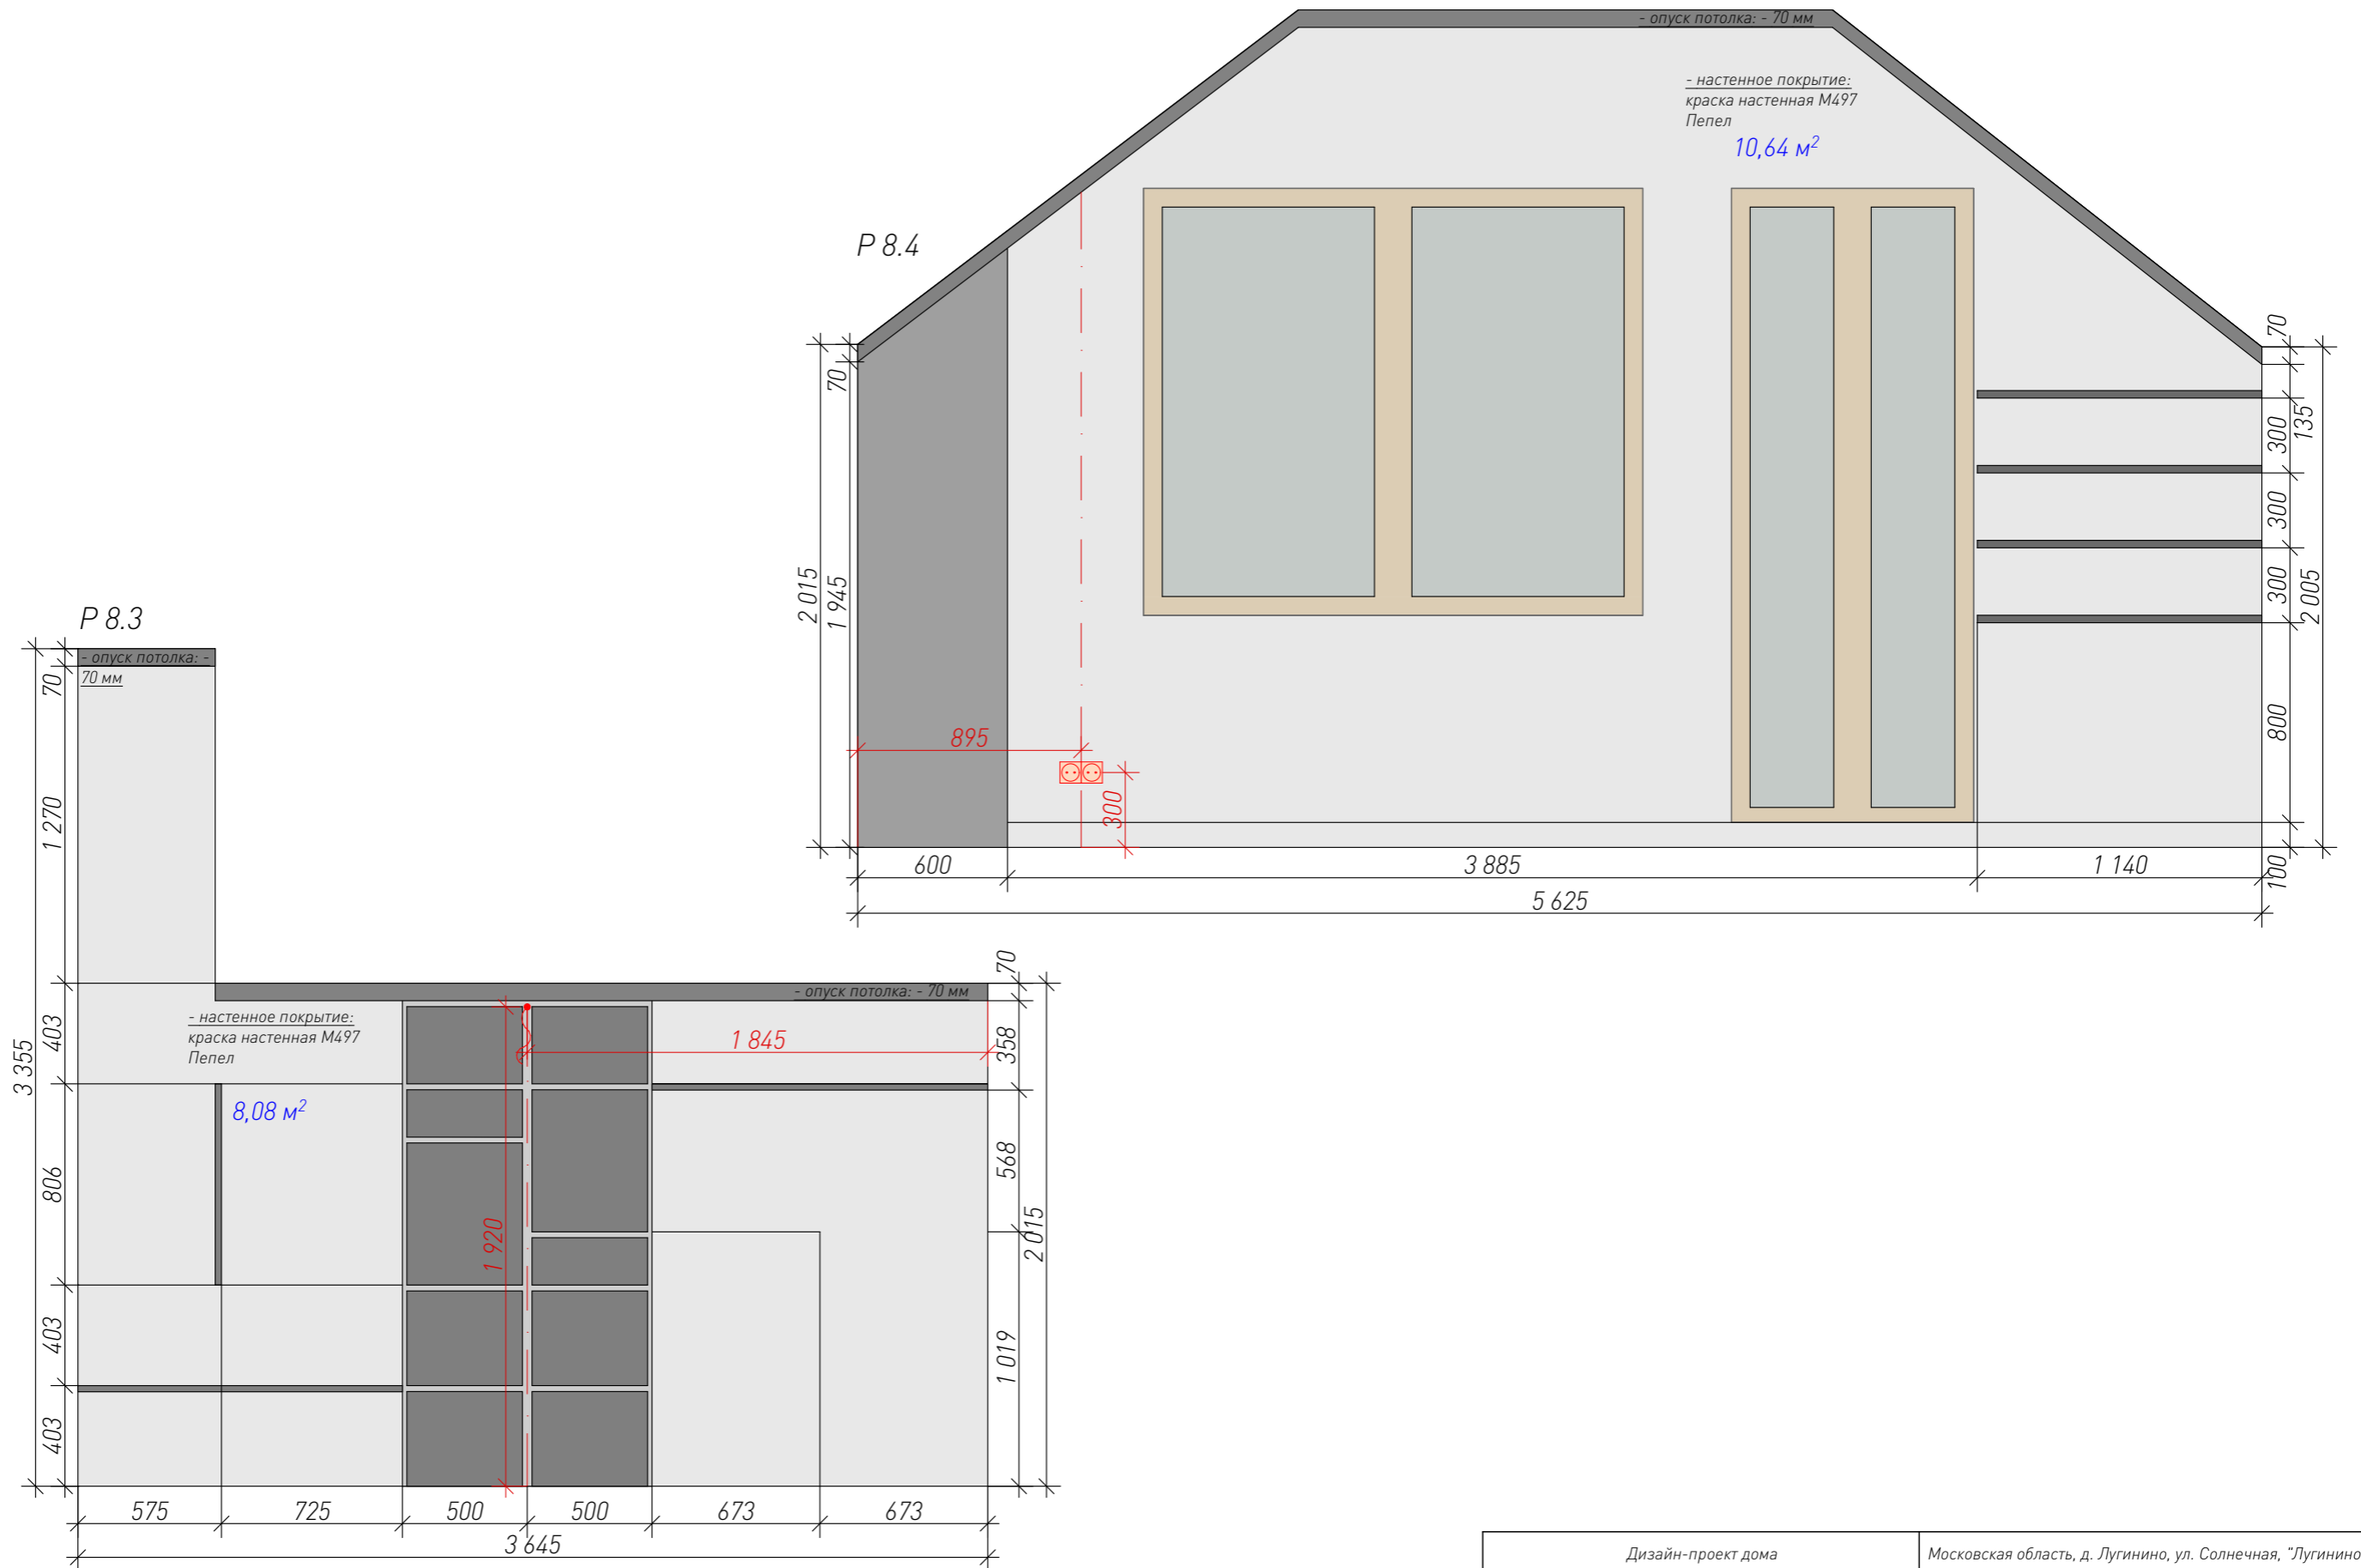 - опуск потолка: - 70 мм
- настенное покрытие:
краска настенная М497
Пепел
10,64 м²
Р 8.4
70
2 015
1 945
895
300
600
3 885
1 140
5 625
70
135
300
300
300
2 005
800
100
Р 8.3
- опуск потолка: -
70 мм
70
1 270
403
3 355
806
403
403
- настенное покрытие:
краска настенная М497
Пепел
8,08 м²
- опуск потолка: - 70 мм
1 845
1 920
70
358
568
2 015
1 019
575
725
500
500
673
673
3 645
Дизайн-проект дома
Московская область, д. Лугинино, ул. Солнечная, "Лугинино